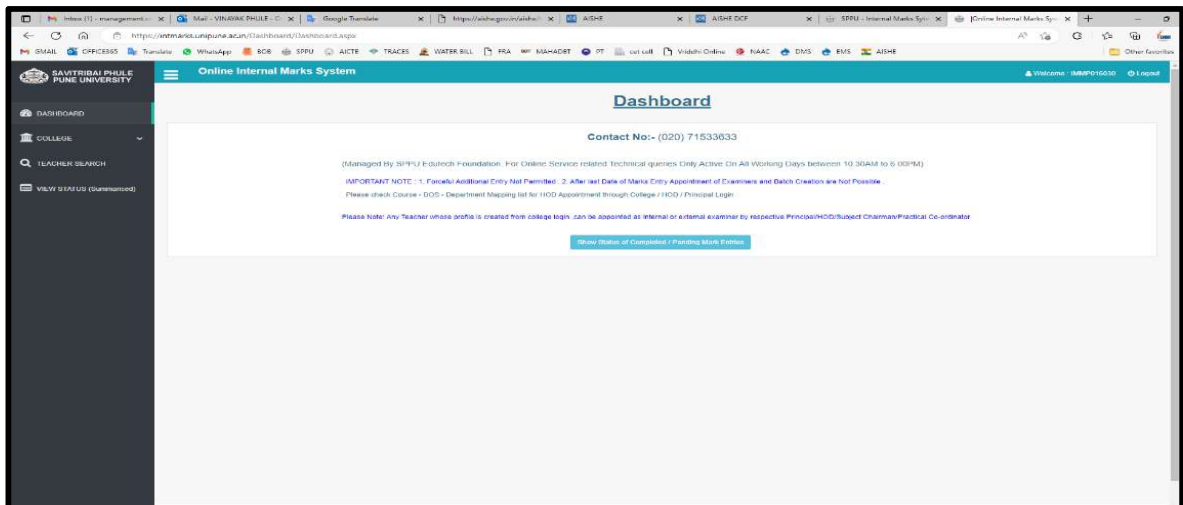 Inbox (1) - management.c
Mail - VINAYAK PHULE - O
Google Translate
https://aishe.gov.in/aishe/
AISHE
AISHE DCF
SPPU - Internal Marks Syst
|Online Internal Marks Sys
https://intmarks.unipune.ac.in/Dashboard/Dashboard.aspx
GMAIL OFFICE365 Translate WhatsApp BOB SPPU AICTE TRACES WATER BILL FRA MAHADBT PT cet cell Vriddhi Online NAAC DMS EMS AISHE Other favorites
SAVITRIBAI PHULE
PUNE UNIVERSITY
Online Internal Marks System
Welcome : IMMP016030 Logout
DASHBOARD
COLLEGE
TEACHER SEARCH
VIEW STATUS (Summarised)
Dashboard
Contact No:- (020) 71533633
(Managed By SPPU Edutech Foundation. For Online Service related Technical queries Only Active On All Working Days between 10.30AM to 6.00PM)
IMPORTANT NOTE : 1. Forceful Additional Entry Not Permitted. 2. After last Date of Marks Entry Appointment of Examiners and Batch Creation are Not Possible .
Please check Course - BOS - Department Mapping list for HOD Appointment through College / HOD / Principal Login
Please Note: Any Teacher whose profile is created from college login ,can be appointed as internal or external examiner by respective Principal/HOD/Subject Chairman/Practical Co-ordinator
Show Status of Completed / Pending Mark Entries